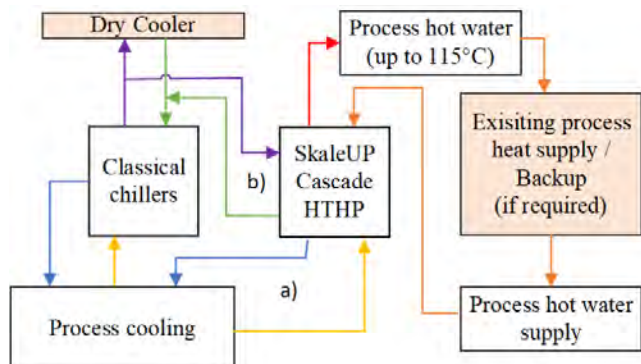 Dry Cooler
Process hot water
(up to 115°C)
Classical
chillers
b)
SkaleUP
Cascade
HTHP
Exisiting process
heat supply /
Backup
(if required)
a)
Process cooling
Process hot water
supply